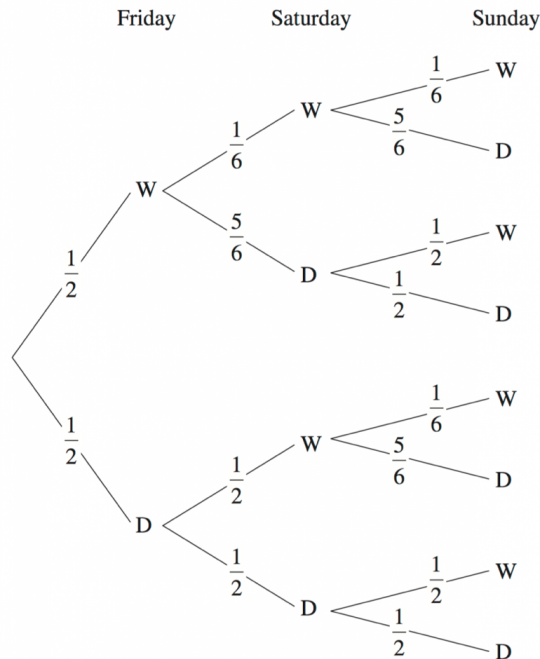 Friday Saturday Sunday
1/6 W
W 5/6
1/6 D
W
5/6 1/2 W
1/2 D 1/2
D
1/6 W
1/2 W 5/6
1/2 D
D
1/2 1/2 W
D 1/2
D